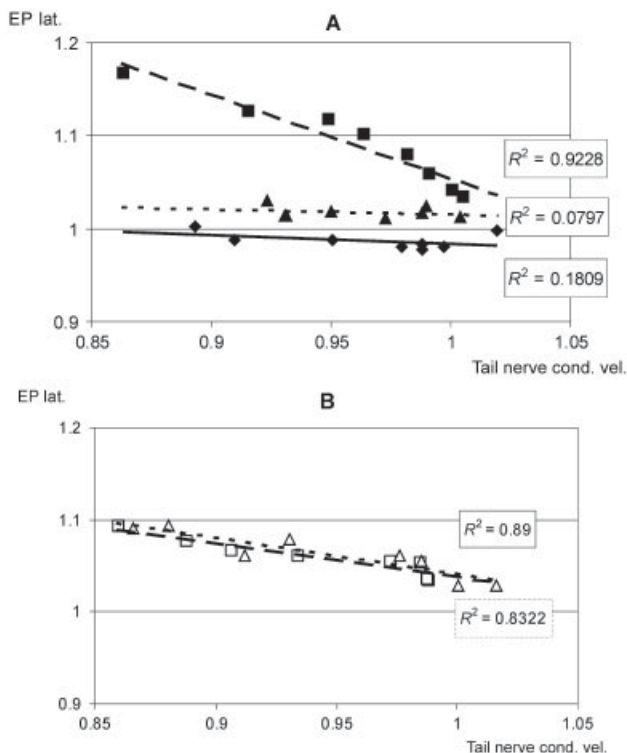 EP lat.
A
1.2
1.1
1
0.9
R² = 0.9228
R² = 0.0797
R² = 0.1809
0.85 0.9 0.95 1 1.05
Tail nerve cond. vel.
EP lat.
B
1.2
1.1
1
0.9
R² = 0.89
R² = 0.8322
0.85 0.9 0.95 1 1.05
Tail nerve cond. vel.